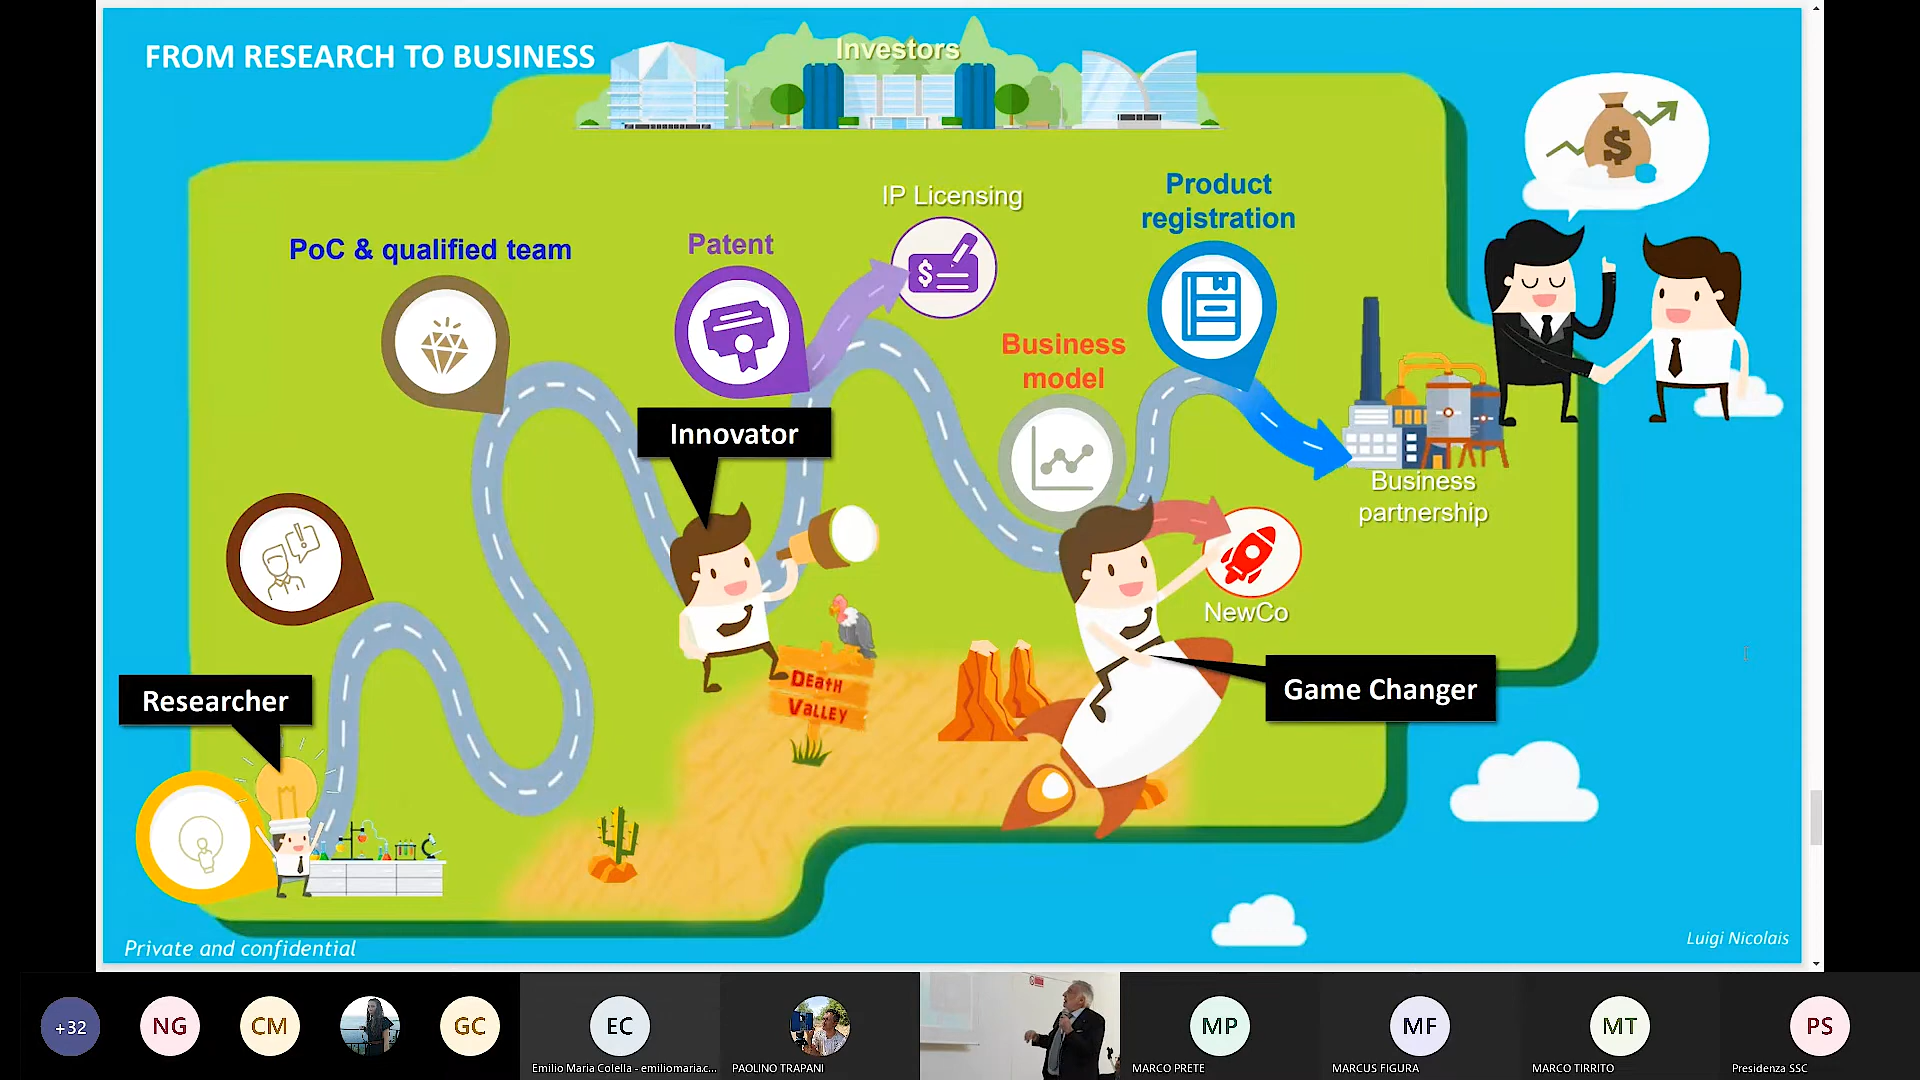 FROM RESEARCH TO BUSINESS
Investors
IP Licensing
Product
registration
PoC & qualified team
Patent
$
$
Business
model
Innovator
Business
partnership
NewCo
DEatH
VaLLEY
Game Changer
Researcher
Private and confidential
Luigi Nicolais
+32
NG
CM
GC
EC
MP
MF
MT
PS
Emilio Maria Colella - emiliomaria.c...
PAOLINO TRAPANI
MARCO PRETE
MARCUS FIGURA
MARCO TIRRITO
Presidenza SSC